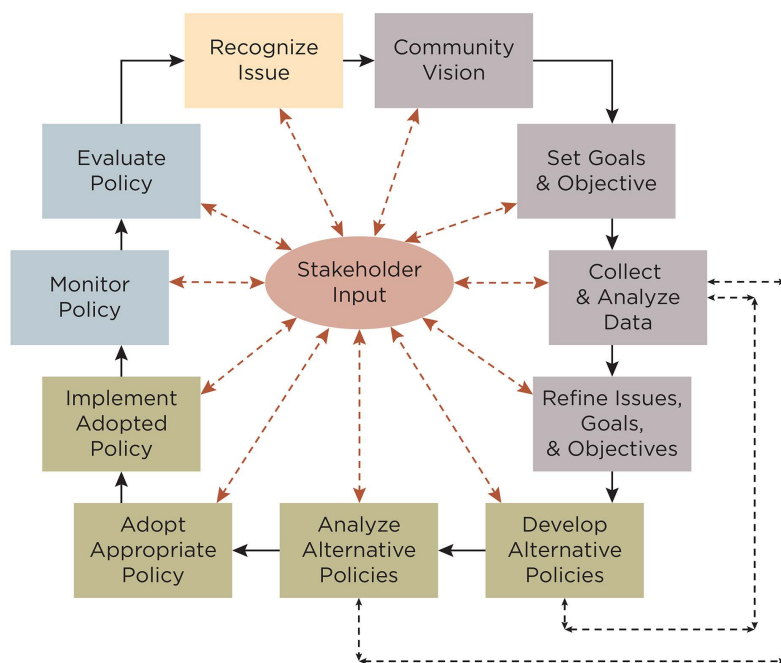 Recognize
Issue
Community
Vision
Set Goals
& Objective
Collect
& Analyze
Data
Refine Issues,
Goals,
& Objectives
Develop
Alternative
Policies
Analyze
Alternative
Policies
Adopt
Appropriate
Policy
Implement
Adopted
Policy
Monitor
Policy
Evaluate
Policy
Stakeholder
Input